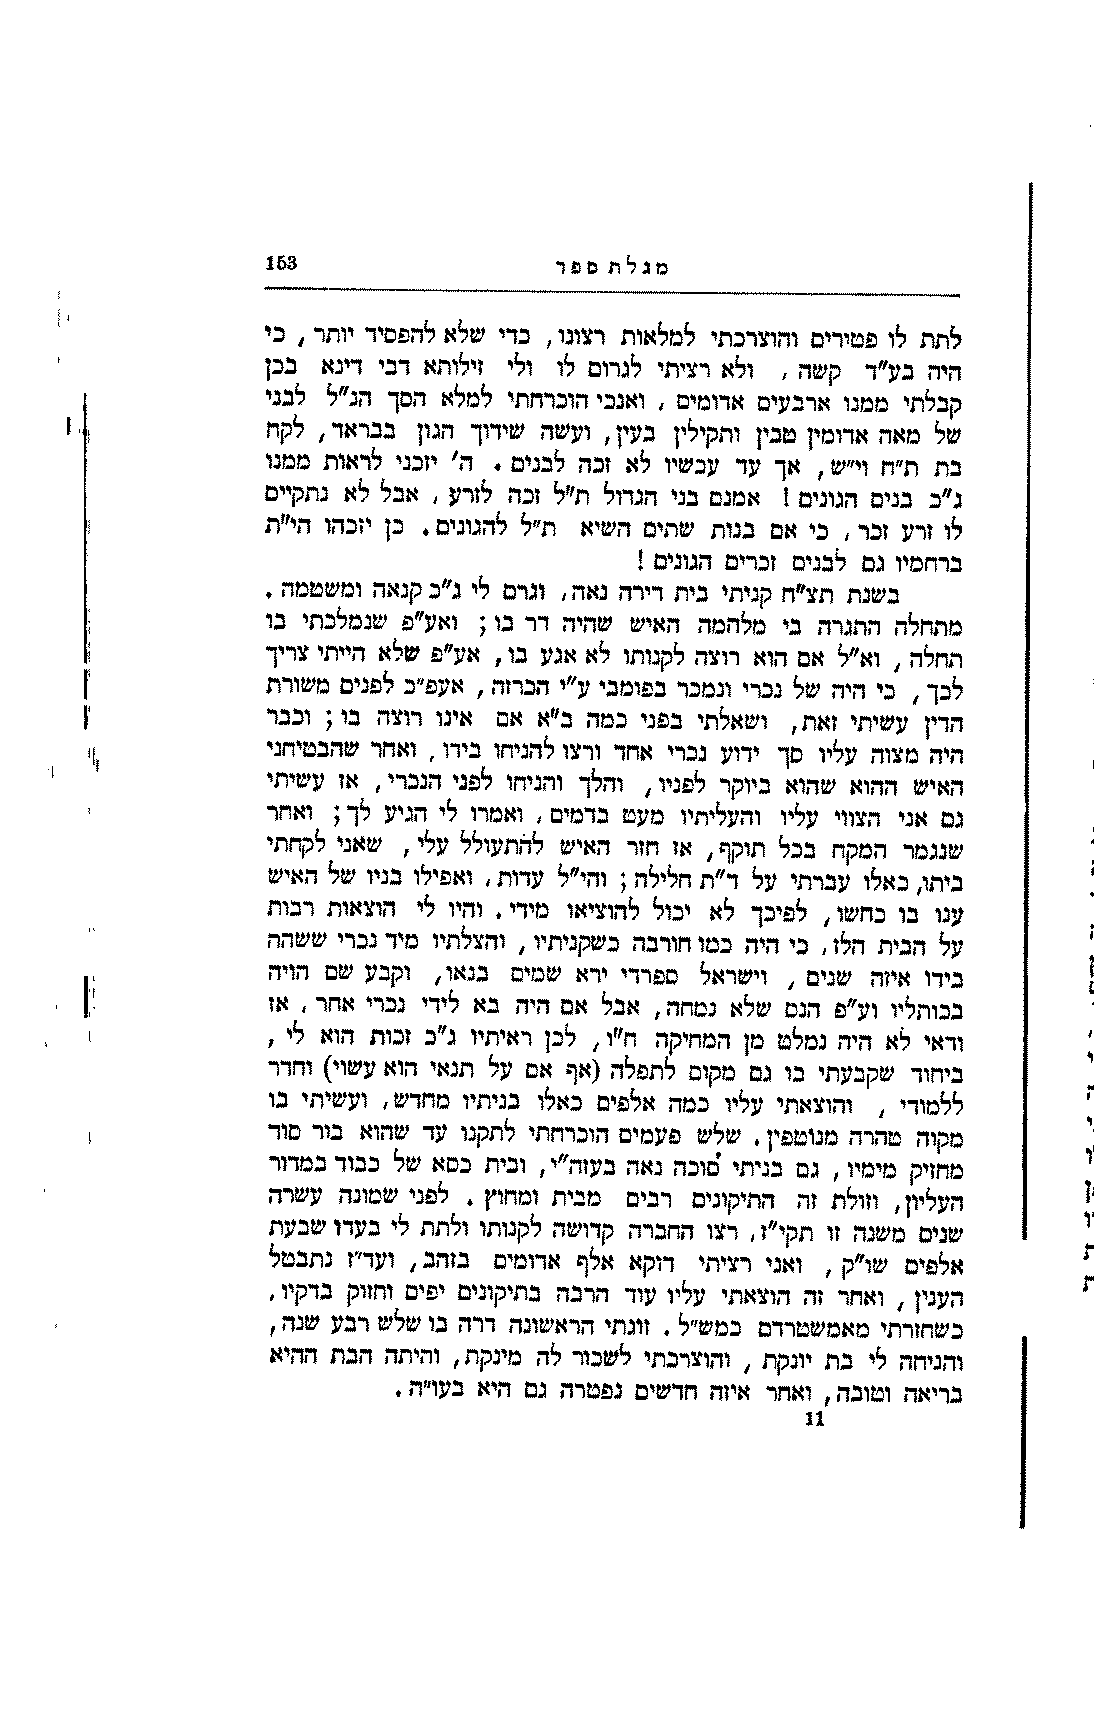 מגלת ספר 153
לתת לו פטורים והוצרכתי למלאות רצונו, כדי שלא להפסיד יותר, כי
היה בע"ד קשה, ולא רציתי לגרום לו ולי זילותא דבי דינא בכן
קבלתי ממנו ארבעים אדומים, ואנכי הוכרחתי למלא הסך הנ"ל לבני
של מאה אדומין טבין ותקילין בעין, ועשה שידוך הגון בבראד, לקח
בת ת"ח וי"ש, אך עד עכשיו לא זכה לבנים. ה' יזכני לראות ממנו
ג"כ בנים הגונים! אמנם בני הגדול ת"ל זכה לזרע, אבל לא נתקיים
לו זרע זכר, כי אם בנות שתים השיא ת"ל להגונים. כן יזכהו הי"ת
ברחמיו גם לבנים זכרים הגונים!
בשנת תצ"ח קניתי בית דירה נאה, וגרם לי ג"כ קנאה ומשטמה.
מתחלה התגרה בי מלחמה האיש שהיה דר בו; ואע"פ שנמלכתי בו
תחלה, וא"ל אם הוא רוצה לקנותו לא אגע בו, אע"פ שלא הייתי צריך
לכך, כי היה של נכרי ונמכר בפומבי ע"י הכרוזה, אעפ"כ לפנים משורת
הדין עשיתי זאת, ושאלתי בפני כמה ב"א אם אינו רוצה בו; וכבר
היה מצוה עליו סך ידוע נכרי אחד ורצו להניחו בידו, ואחר שהבטיחני
האיש ההוא שהוא ביוקר לפניו, והלך והניחו לפני הנכרי, אז עשיתי
גם אני הצווי עליו והעליתיו מעט בדמים, ואמרו לי הגיע לך; ואחר
שנגמר המקח בכל תוקף, אז חזר האיש להתעולל עלי, שאני לקחתי
ביתו, כאלו עברתי על ד"ת חלילה; והי"ל עדות, ואפילו בניו של האיש
ענו בו כחשו, לפיכך לא יכול להוציאו מידי. והיו לי הוצאות רבות
על הבית הלז, כי היה כמו חורבה כשקניתיו, והצלתיו מיד נכרי ששהה
בידו איזה שנים, וישראל ספרדי ירא שמים בנאו, וקבע שם הויה
בכותליו וע"פ הנס שלא נמחה, אבל אם היה בא לידי נכרי אחר, אז
ודאי לא היה נמלט מן המחיקה ח"ו, לכן ראיתיו ג"כ זכות הוא לי,
ביחוד שקבעתי בו גם מקום לתפלה (אף אם על תנאי הוא עשוי) וחדר
ללמודי, והוצאתי עליו כמה אלפים כאלו בניתיו מחדש, ועשיתי בו
מקוה טהרה מנוטפין. שלש פעמים הוכרחתי לתקנו עד שהוא בור סוד
מחזיק מימיו, גם בניתי סוכה נאה בעזה"י, ובית כסא של כבוד במדור
העליון, וזולת זה התיקונים רבים מבית ומחוץ. לפני שמונה עשרה
שנים משנה זו תקי"ז, רצו החברה קדושה לקנותו ולתת לי בעדו שבעת
אלפים שו"ק, ואני רציתי דוקא אלף אדומים בזהב, ועד"ז נתבטל
הענין, ואחר זה הוצאתי עליו עוד הרבה בתיקונים יפים וחזוק בדקיו,
כשחזרתי מאמשטרדם כמש"ל. זוגתי הראשונה דרה בו שלש רבע שנה,
והניחה לי בת יונקת, והוצרכתי לשכור לה מינקת, והיתה הבת ההיא
בריאה וטובה, ואחר איזה חדשים נפטרה גם היא בעו"ה.
11